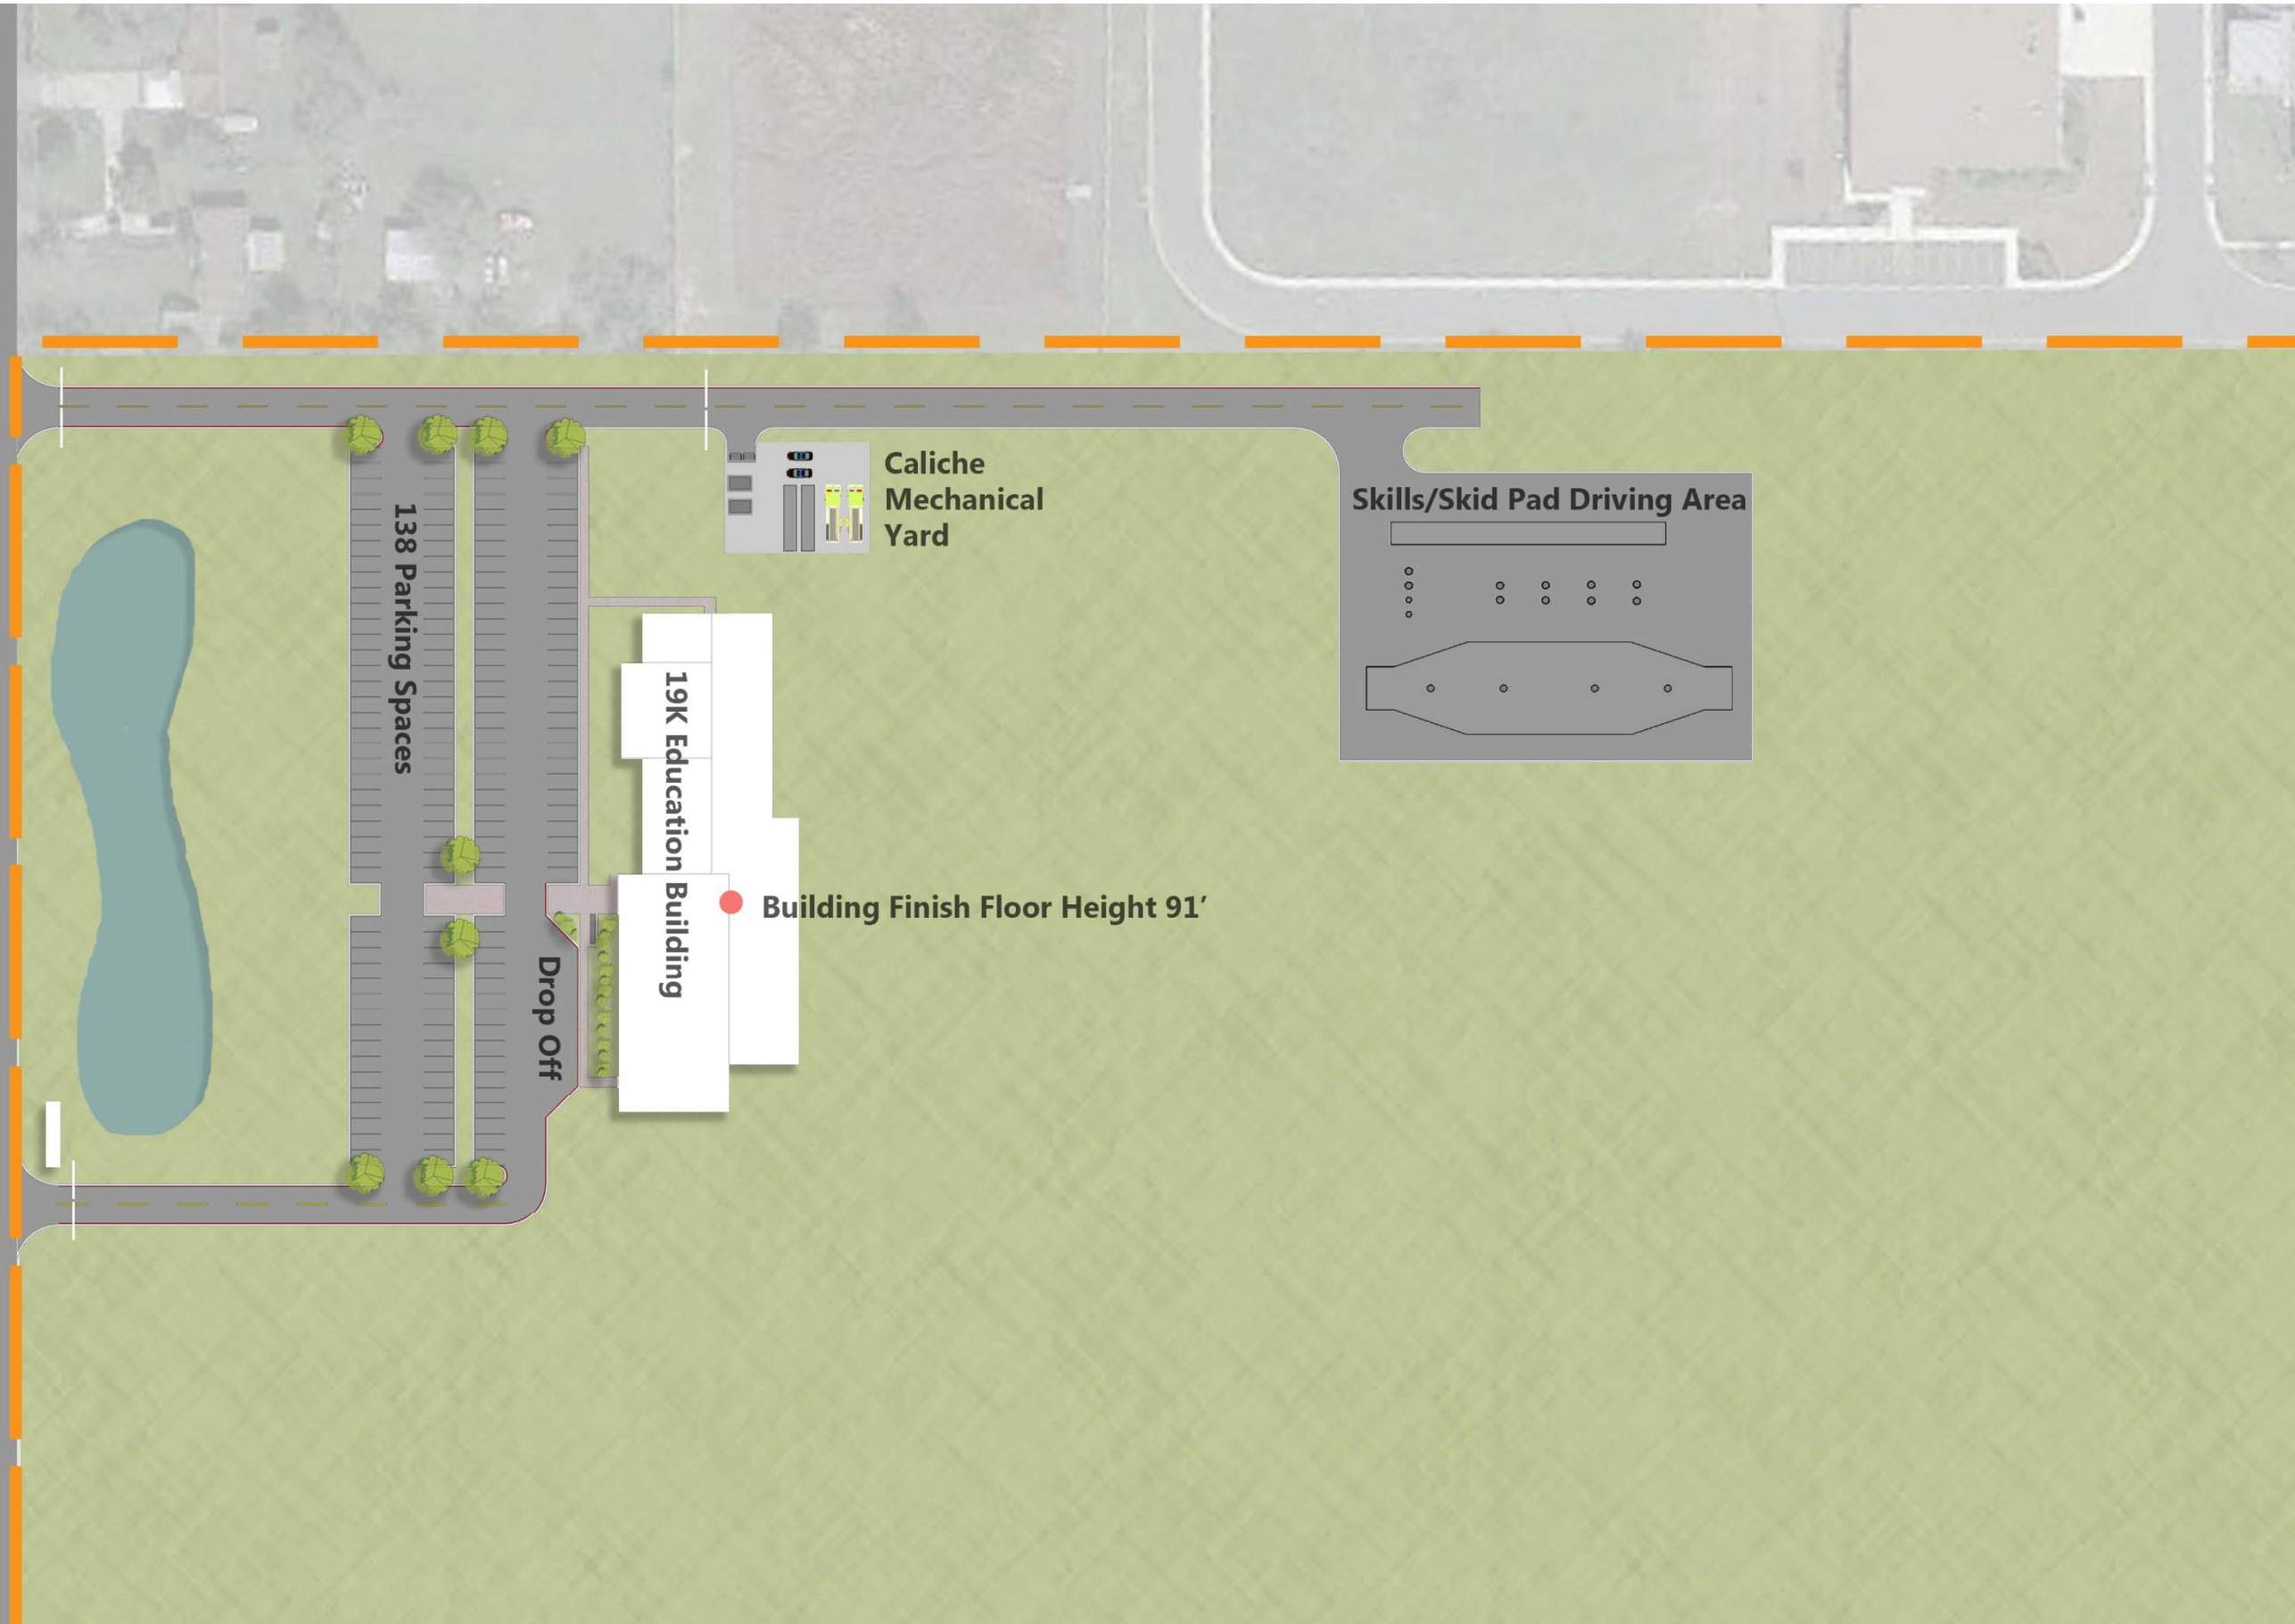 138 Parking Spaces
Caliche
Mechanical
Yard
Skills/Skid Pad Driving Area
19K Education Building
Building Finish Floor Height 91’
Drop Off